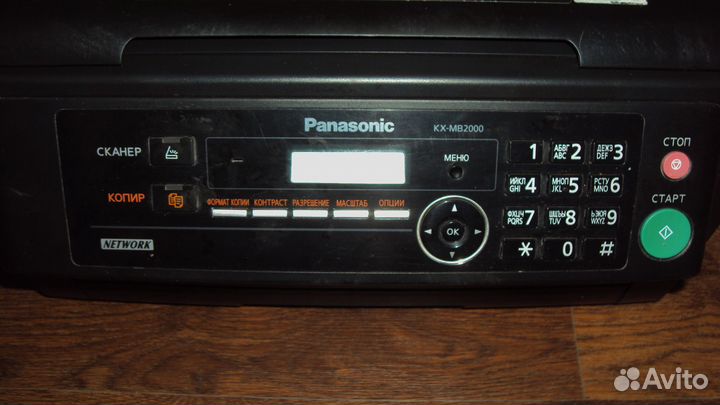 Panasonic KX-MB2000
СКАНЕР
МЕНЮ
КОПИР
ФОРМАТ КОПИИ КОНТРАСТ РАЗРЕШЕНИЕ МАСШТАБ ОПЦИИ
NETWORK
OK
1 АБВГ ABC 2 ДЕЖЗ DEF 3
ИЙКЛ GHI 4 МНОП JKL 5 РСТУ MNO 6
ФХЦЧ PQRS 7 ШЩЪЫ TUV 8 ЬЭЮЯ WXYZ 9
* 0 #
СТОП
СТАРТ
Avito